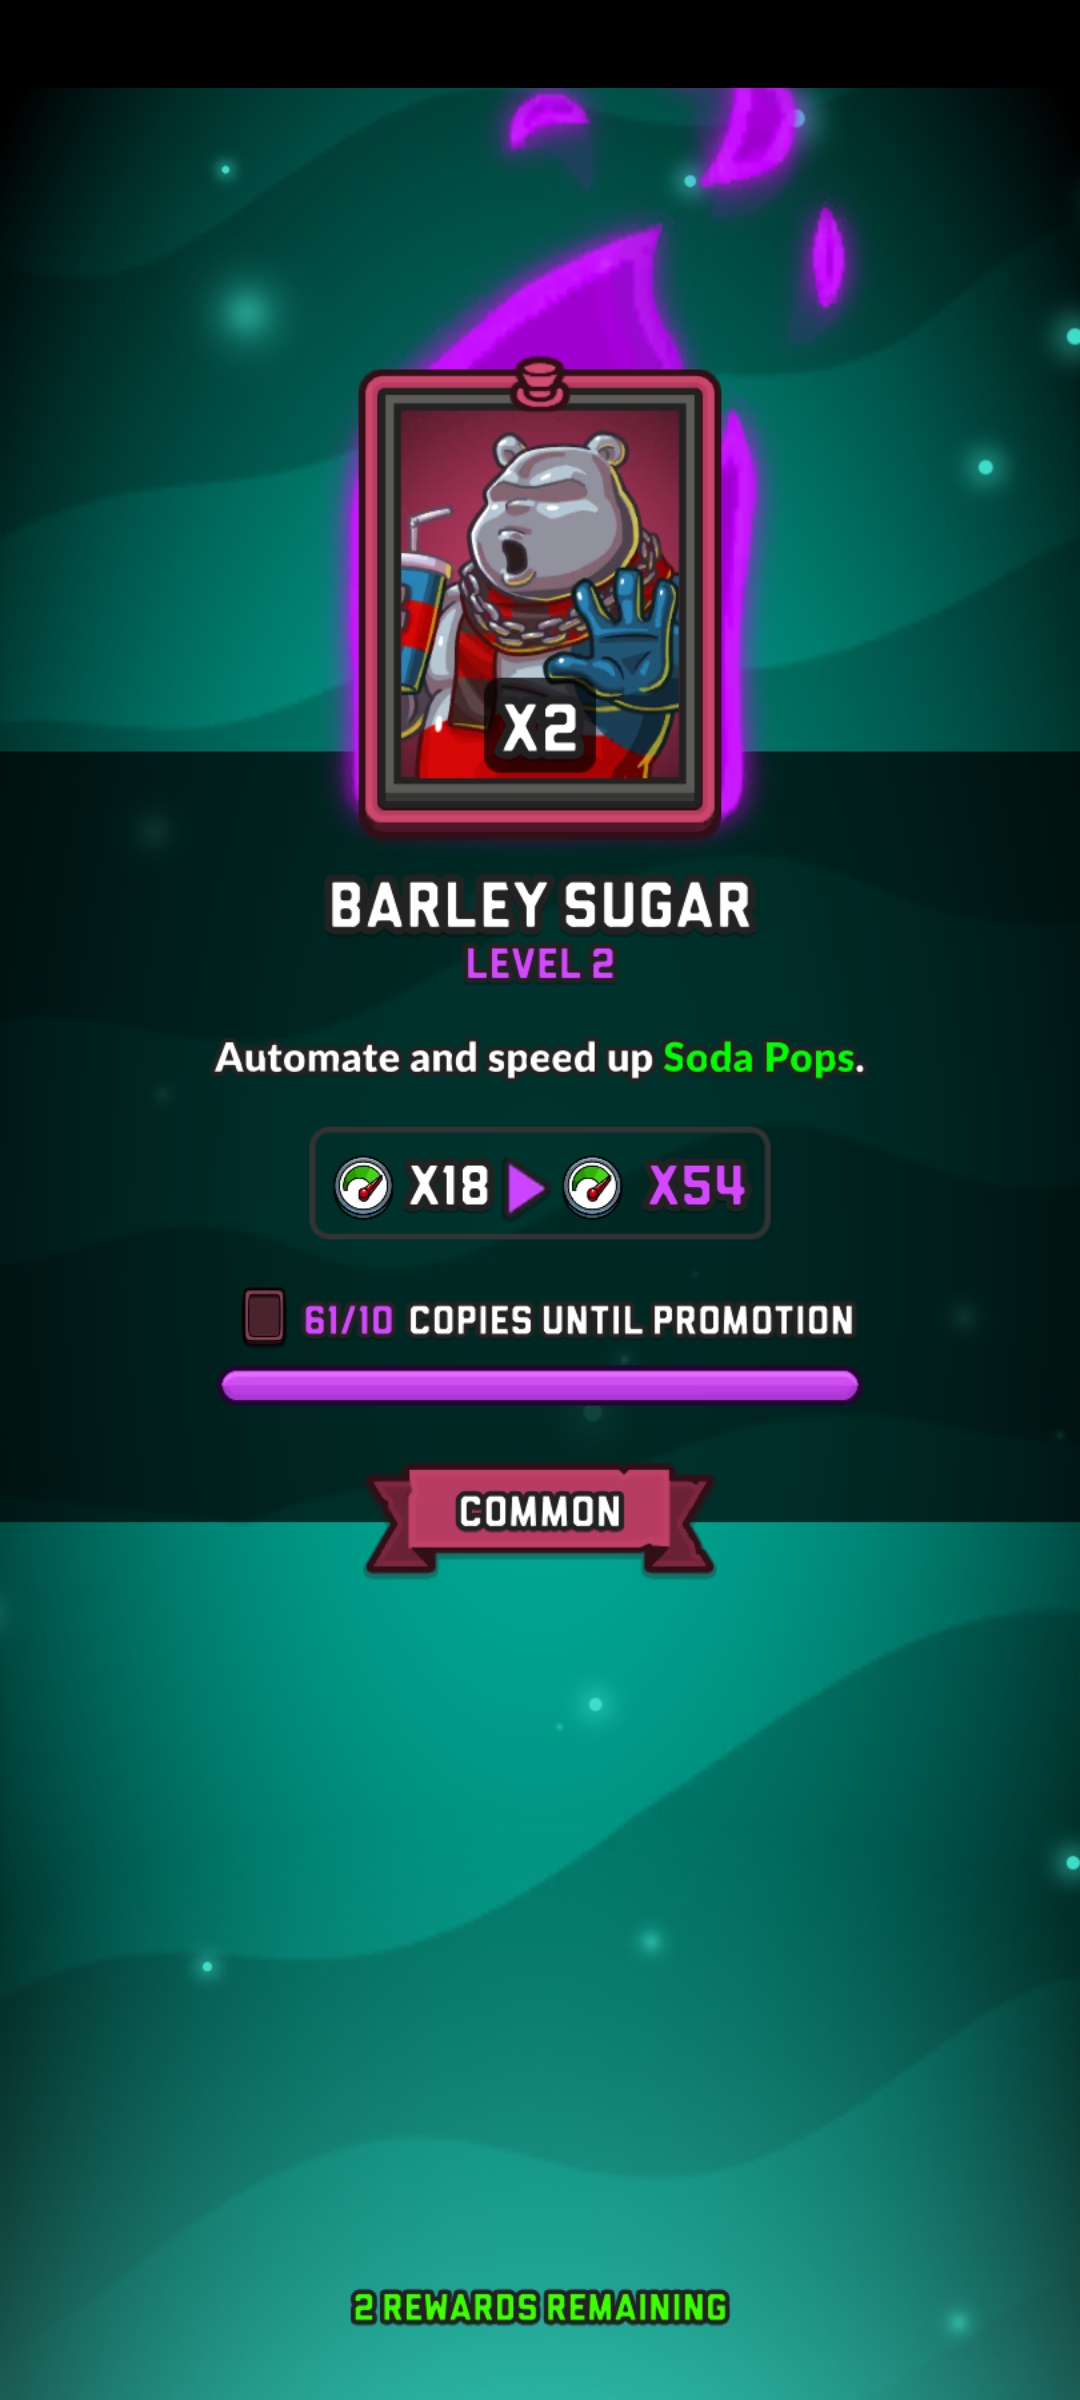 X2
BARLEY SUGAR
LEVEL 2
Automate and speed up Soda Pops.
X18 X54
61/10 COPIES UNTIL PROMOTION
COMMON
2 REWARDS REMAINING